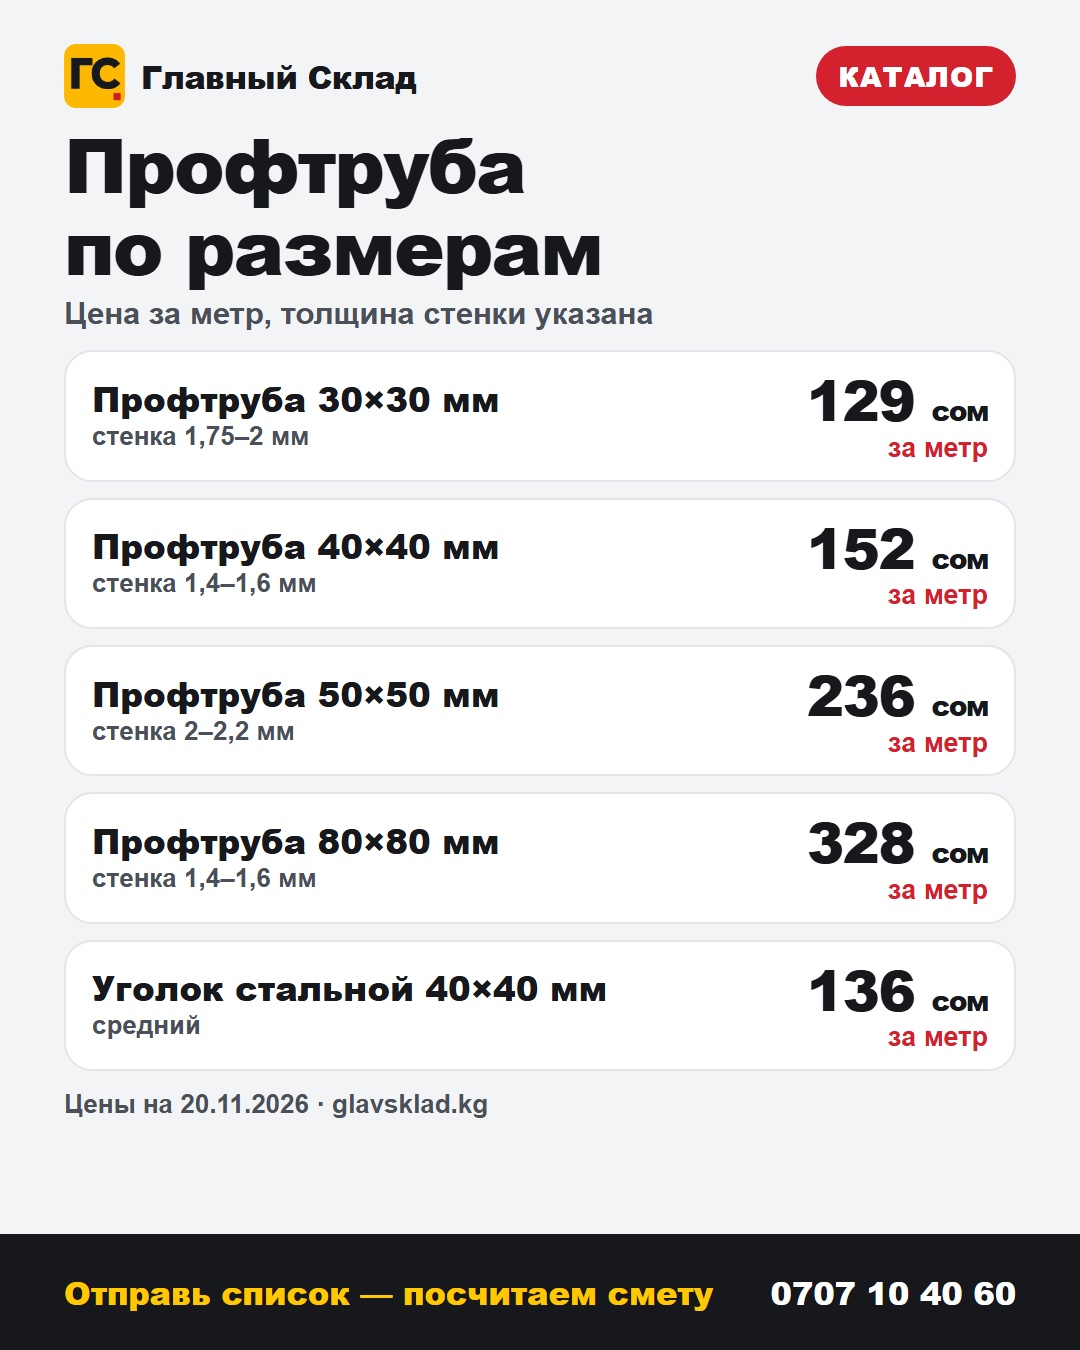 ГС Главный Склад
КАТАЛОГ
Профтруба
по размерам
Цена за метр, толщина стенки указана
Профтруба 30×30 мм
стенка 1,75–2 мм
129 сом
за метр
Профтруба 40×40 мм
стенка 1,4–1,6 мм
152 сом
за метр
Профтруба 50×50 мм
стенка 2–2,2 мм
236 сом
за метр
Профтруба 80×80 мм
стенка 1,4–1,6 мм
328 сом
за метр
Уголок стальной 40×40 мм
средний
136 сом
за метр
Цены на 20.11.2026 · glavsklad.kg
Отправь список — посчитаем смету
0707 10 40 60